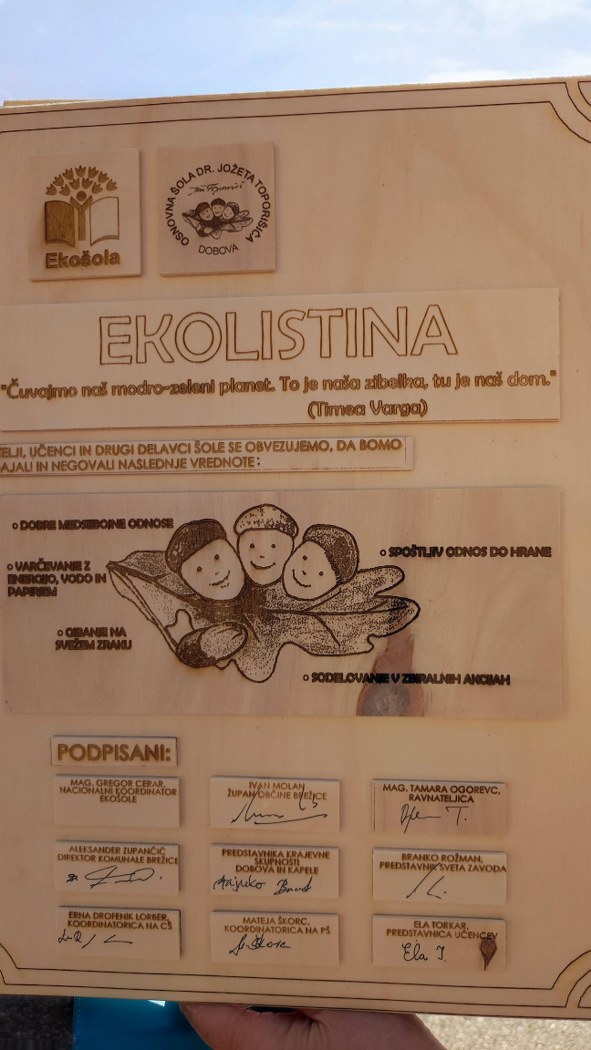 Ekošola
OSNOVNA ŠOLA DR. JOŽETA TOPORIŠIČA
DOBOVA
EKOLISTINA
"Čuvajmo naš modro-zeleni planet. To je naša zibelka, tu je naš dom."
(Timea Varga)
TELJI, UČENCI IN DRUGI DELAVCI ŠOLE SE OBVEZUJEMO, DA BOMO
AJALI IN NEGOVALI NASLEDNJE VREDNOTE:
◦ DOBRE MEDSEBOJNE ODNOSE
◦ SPOŠTLJIV ODNOS DO HRANE
◦ VARČEVANJE Z
ENERGIJO, VODO IN
PAPIRJEM
◦ GIBANJE NA
SVEŽEM ZRAKU
◦ SODELOVANJE V ZBIRALNIH AKCIJAH
PODPISANI:
MAG. GREGOR CERAR,
NACIONALNI KOORDINATOR
EKOŠOLE
IVAN MOLAN
ŽUPAN OBČINE BREŽICE
MAG. TAMARA OGOREVC,
RAVNATELJICA
ALEKSANDER ZUPANČIČ
DIREKTOR KOMUNALE BREŽICE
PREDSTAVNIKA KRAJEVNE
SKUPNOSTI
DOBOVA IN KAPELE
BRANKO ROŽMAN,
PREDSTAVNIK SVETA ZAVODA
ERNA DROFENIK LORBER,
KOORDINATORICA NA CŠ
MATEJA ŠKORC,
KOORDINATORICA NA PŠ
ELA TORKAR,
PREDSTAVNICA UČENCEV
Ela T.